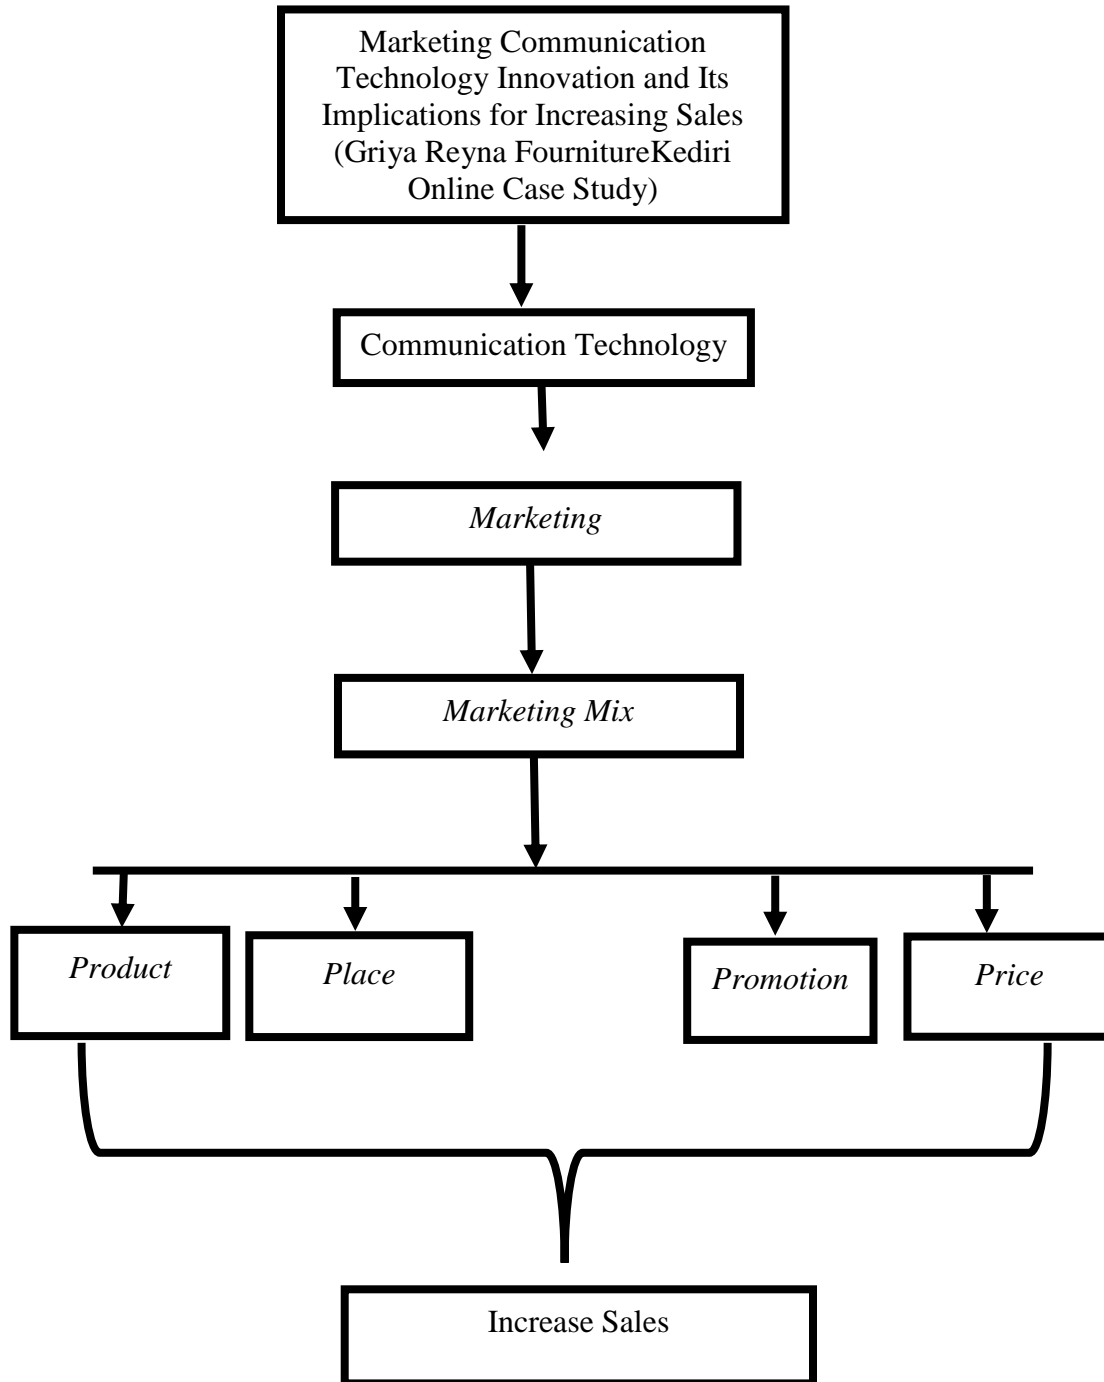 Marketing Communication
Technology Innovation and Its
Implications for Increasing Sales
(Griya Reyna FournitureKediri
Online Case Study)
Communication Technology
Marketing
Marketing Mix
Product
Place
Promotion
Price
Increase Sales